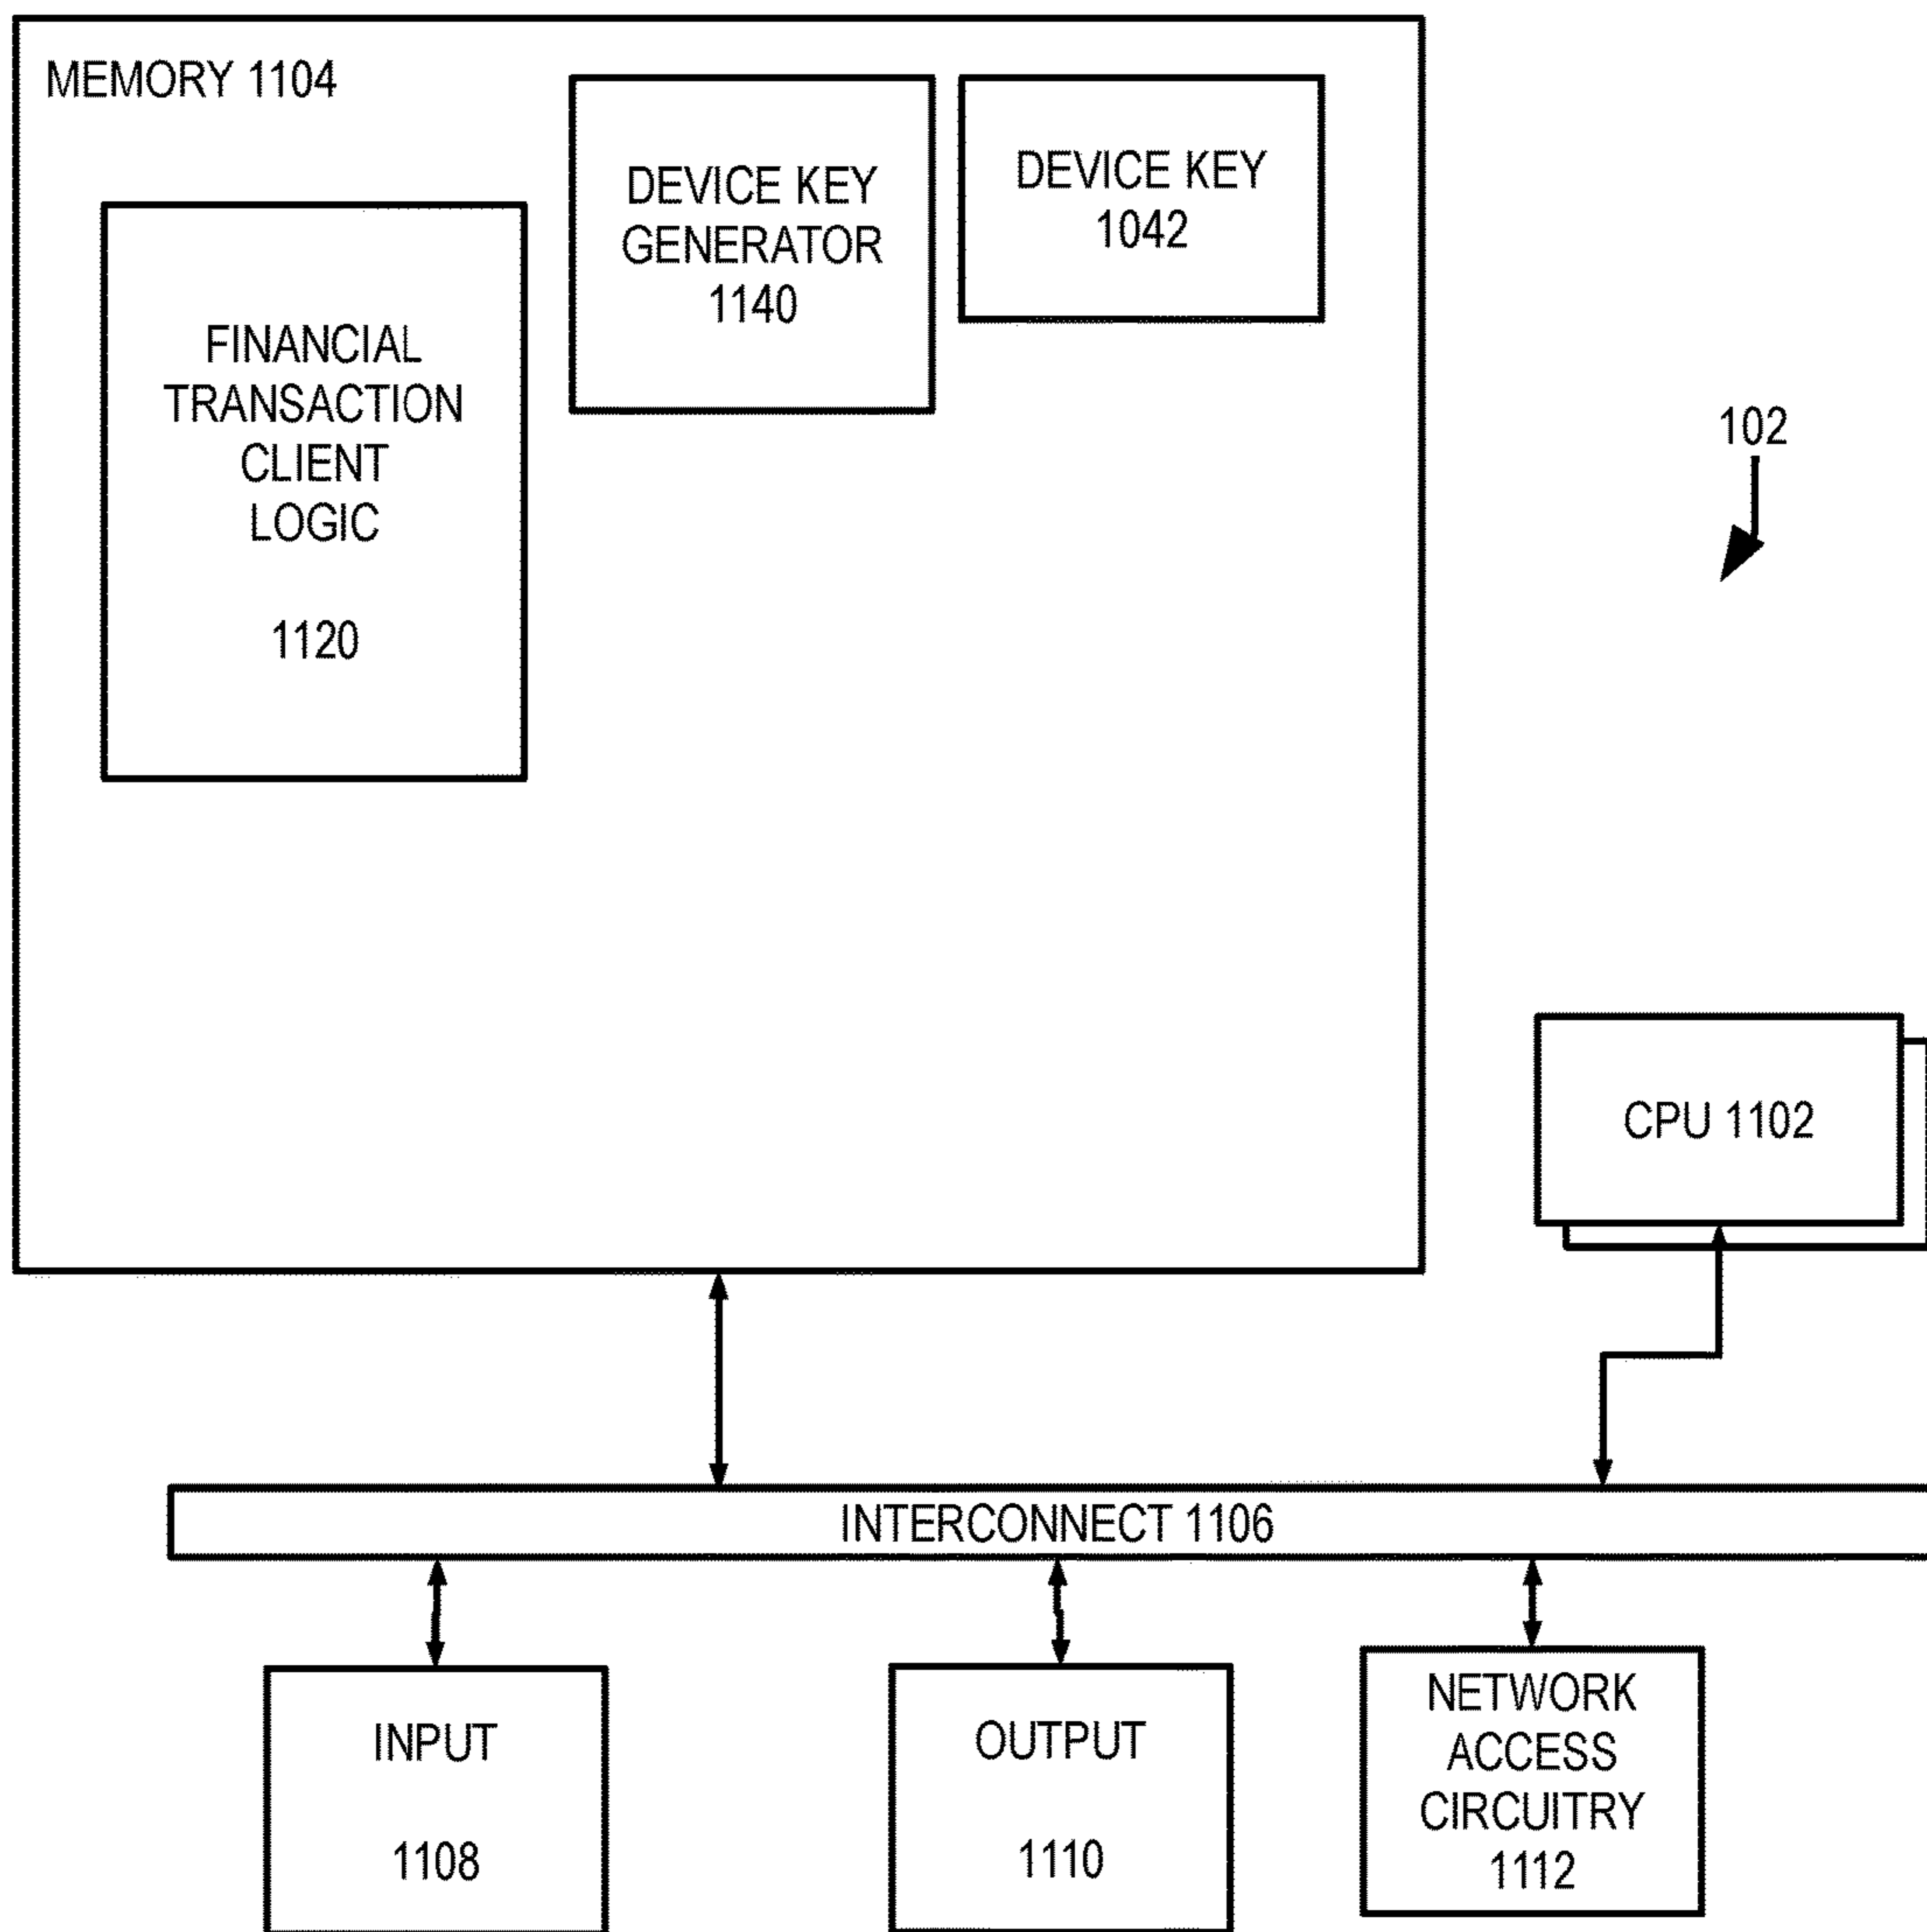 MEMORY 1104
DEVICE KEY
GENERATOR
1140
DEVICE KEY
1042
FINANCIAL
TRANSACTION
CLIENT
LOGIC
1120
102
CPU 1102
INTERCONNECT 1106
INPUT
1108
OUTPUT
1110
NETWORK
ACCESS
CIRCUITRY
1112